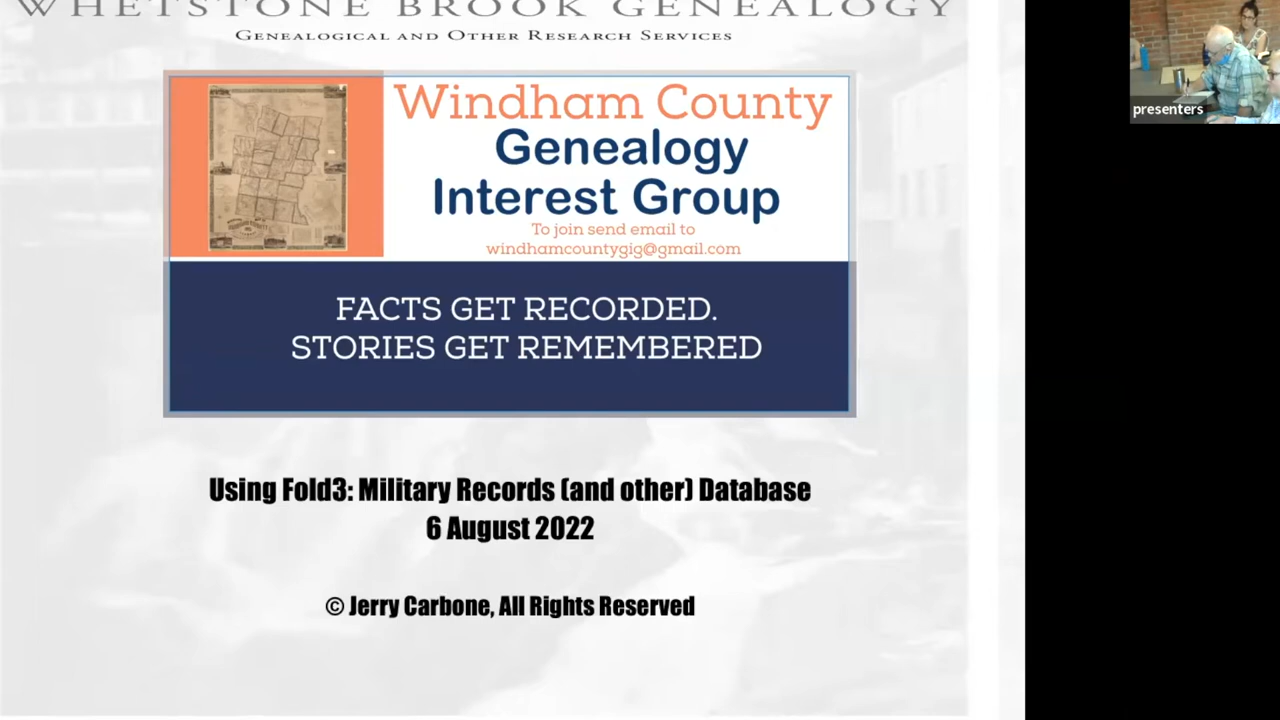 WHETSTONE BROOK GENEALOGY
GENEALOGICAL AND OTHER RESEARCH SERVICES
Windham County
Genealogy
Interest Group
To join send email to
windhamcountygig@gmail.com
FACTS GET RECORDED.
STORIES GET REMEMBERED
Using Fold3: Military Records (and other) Database
6 August 2022
© Jerry Carbone, All Rights Reserved
presenters